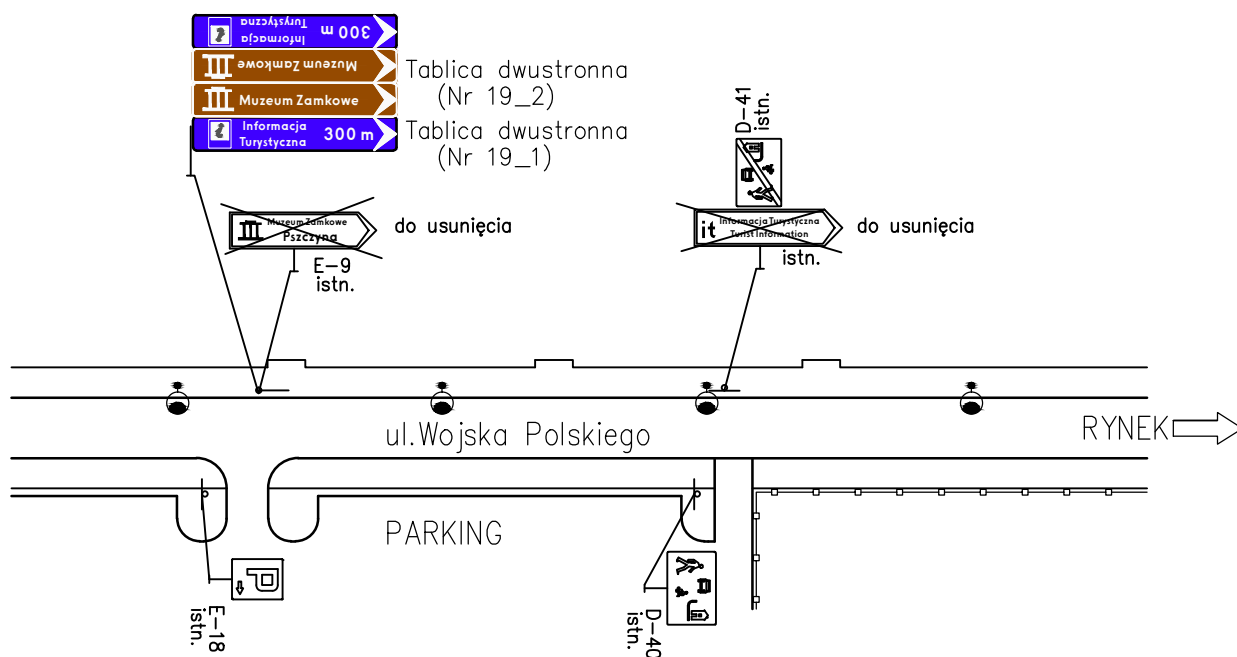 Informacja
Turystyczna
300 m
Muzeum Zamkowe
Muzeum Zamkowe
Informacja
Turystyczna
300 m
Tablica dwustronna
(Nr 19_2)
Tablica dwustronna
(Nr 19_1)
D-41
istn.
Muzeum Zamkowe
Pszczyna
do usunięcia
E-9
istn.
it
Informacja Turystyczna
Turist Information
do usunięcia
istn.
ul.Wojska Polskiego
RYNEK
PARKING
P
E-18
istn.
D-40
istn.